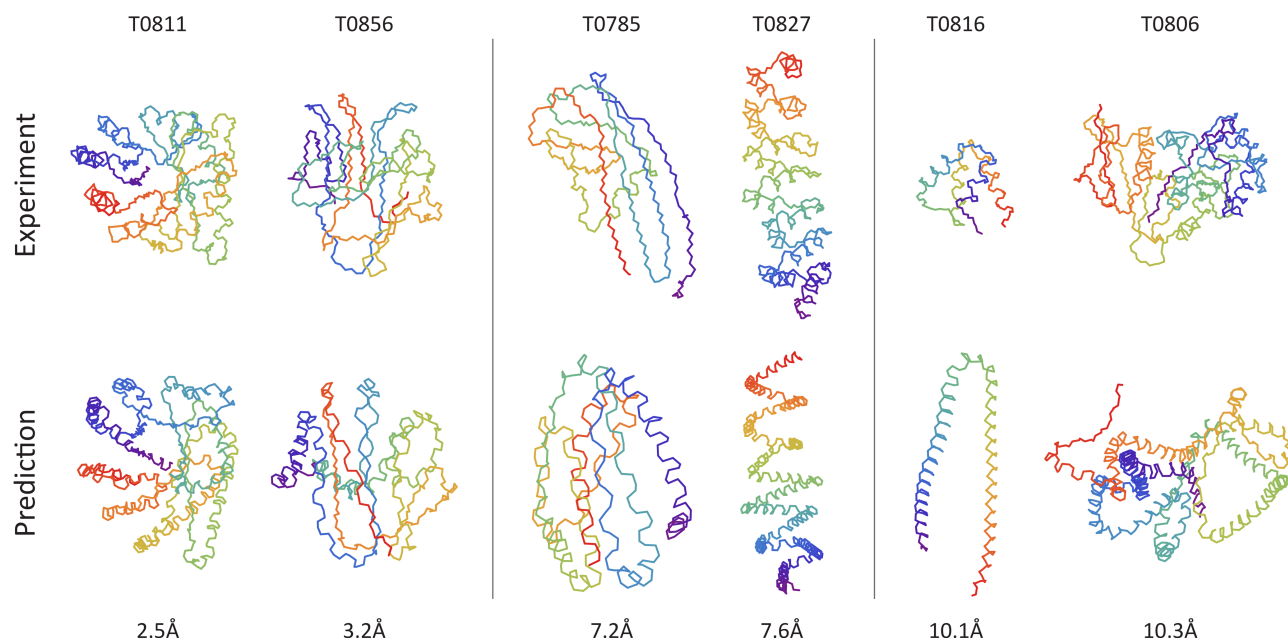 T0811 T0856 T0785 T0827 T0816 T0806
Experiment
Prediction
2.5Å 3.2Å 7.2Å 7.6Å 10.1Å 10.3Å